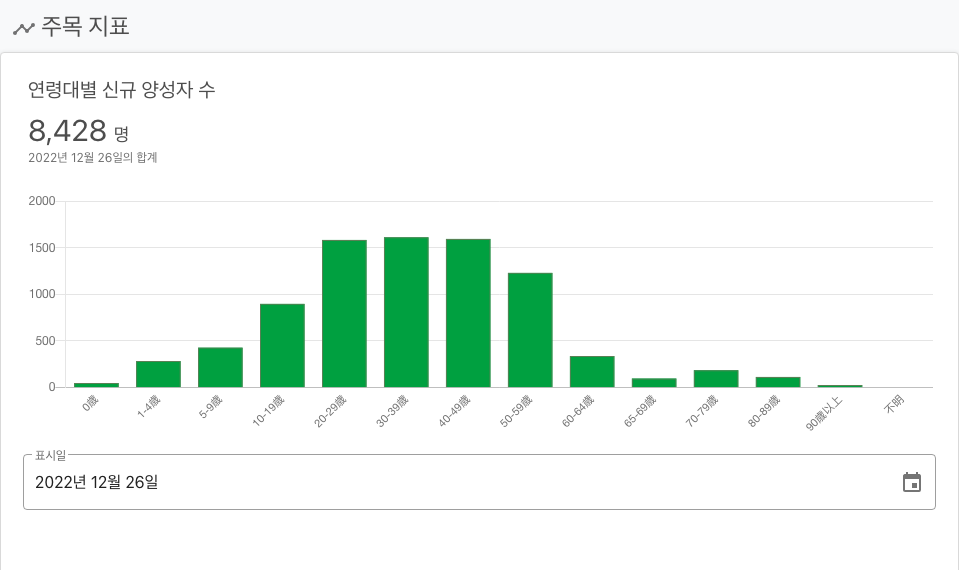 주목 지표
연령대별 신규 양성자 수
8,428 명
2022년 12월 26일의 합계
2000
1500
1000
500
0
0歳
1-4歳
5-9歳
10-19歳
20-29歳
30-39歳
40-49歳
50-59歳
60-64歳
65-69歳
70-79歳
80-89歳
90歳以上
不明
표시일
2022년 12월 26일